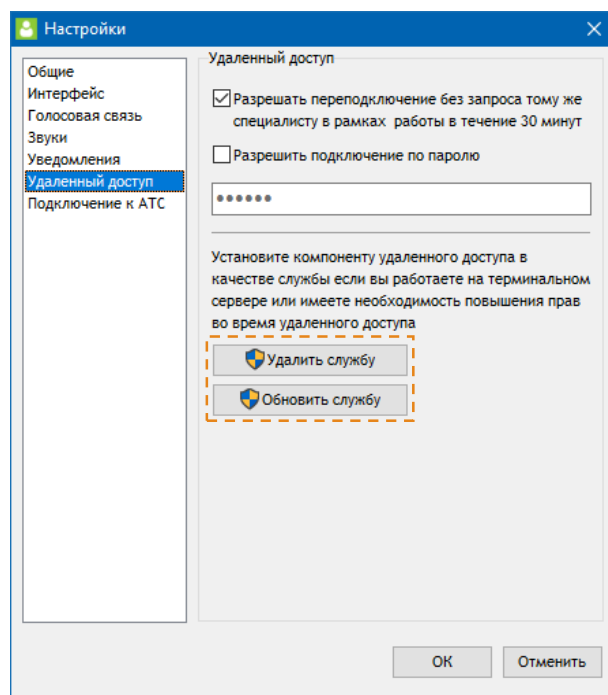 Настройки
Общие
Интерфейс
Голосовая связь
Звуки
Уведомления
Удаленный доступ
Подключение к АТС
Удаленный доступ
Разрешать переподключение без запроса тому же
специалисту в рамках работы в течение 30 минут
Разрешить подключение по паролю
••••••
Установите компоненту удаленного доступа в
качестве службы если вы работаете на терминальном
сервере или имеете необходимость повышения прав
во время удаленного доступа
Удалить службу
Обновить службу
ОК
Отменить